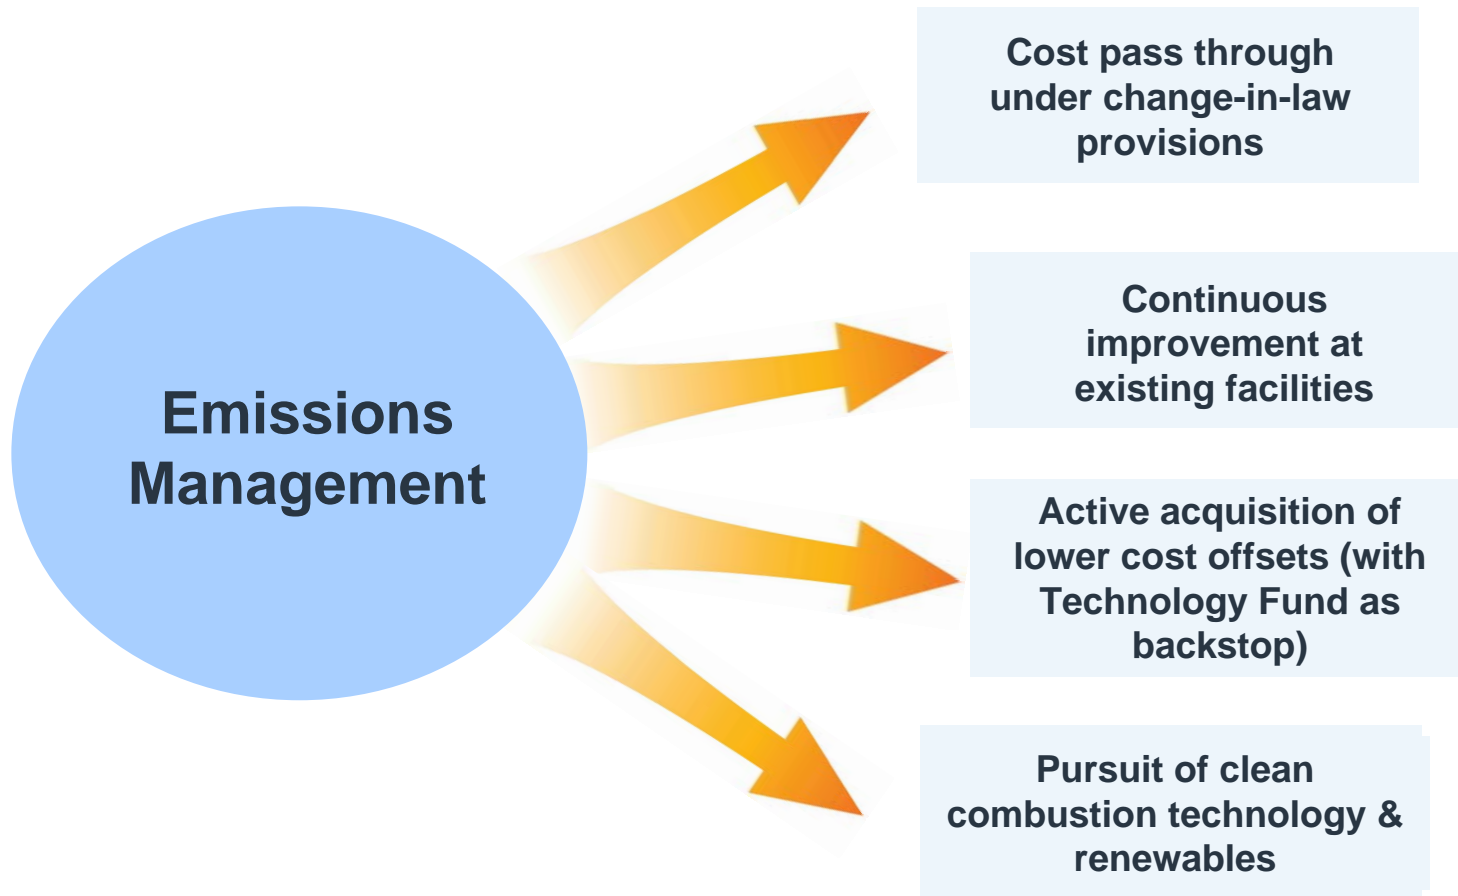 Cost pass through
under change-in-law
provisions
Emissions
Management
Continuous
improvement at
existing facilities
Active acquisition of
lower cost offsets (with
Technology Fund as
backstop)
Pursuit of clean
combustion technology &
renewables